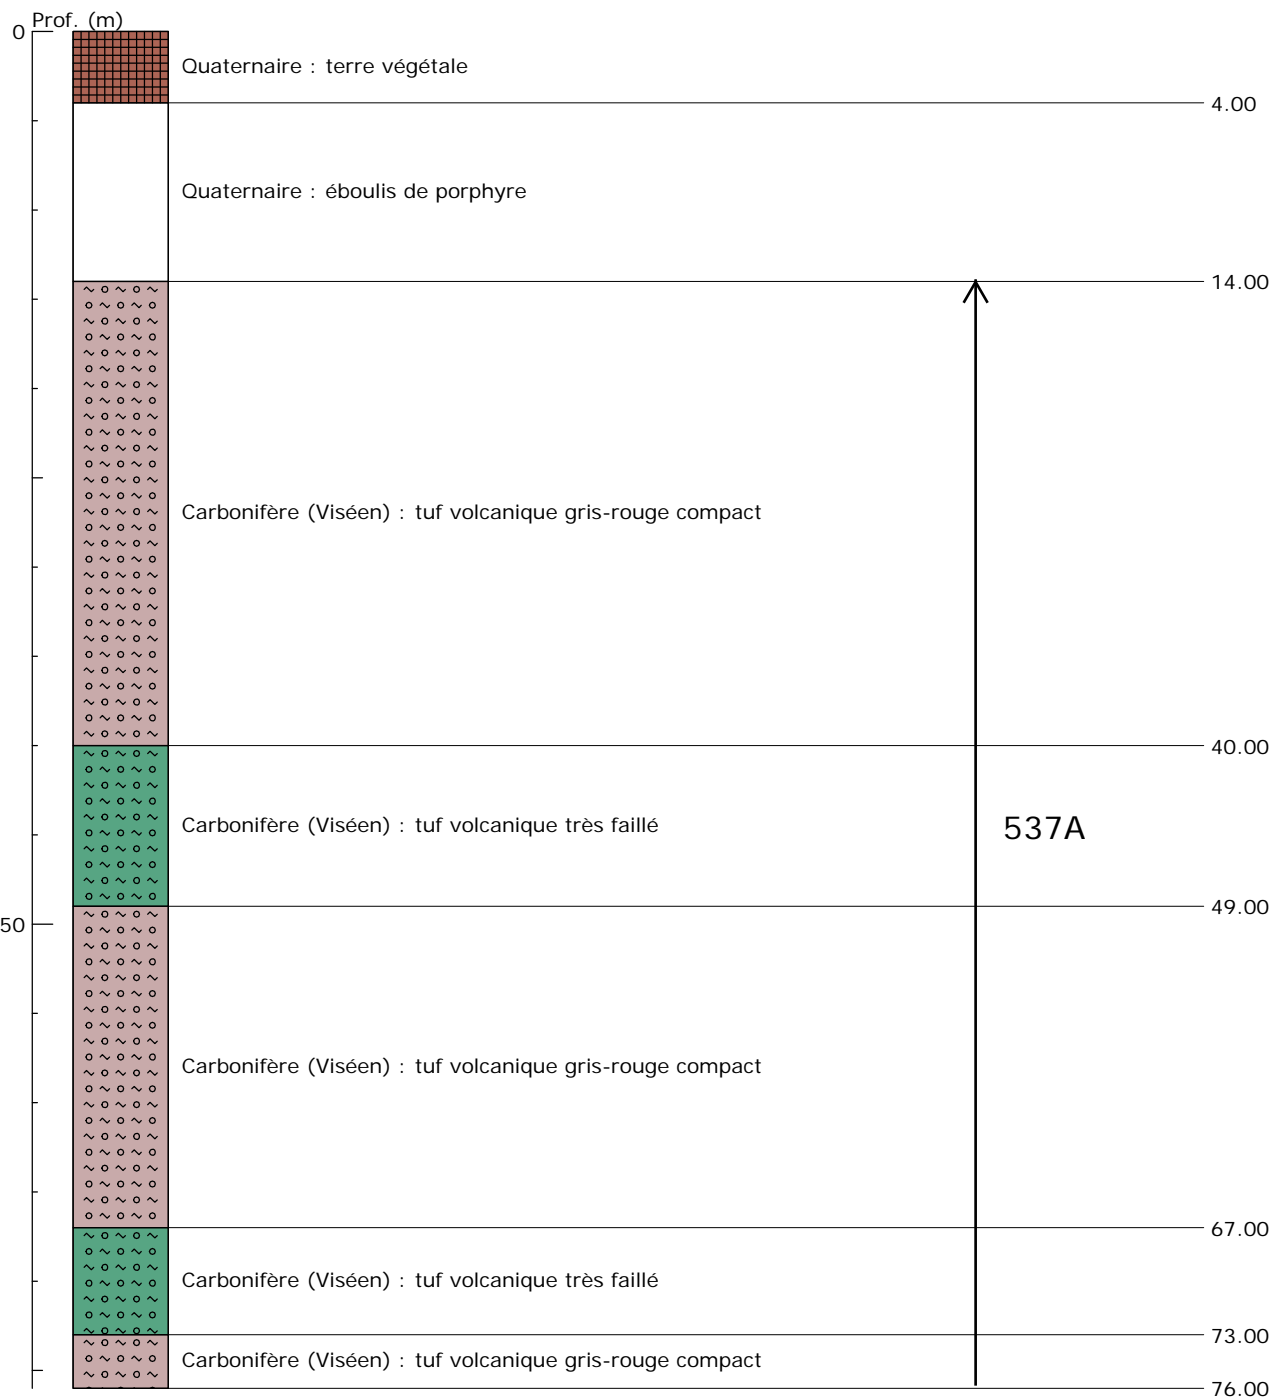 Prof. (m)
0
Quaternaire : terre végétale
4.00
Quaternaire : éboulis de porphyre
14.00
Carbonifère (Viséen) : tuf volcanique gris-rouge compact
40.00
Carbonifère (Viséen) : tuf volcanique très faillé
537A
49.00
50
Carbonifère (Viséen) : tuf volcanique gris-rouge compact
67.00
Carbonifère (Viséen) : tuf volcanique très faillé
73.00
Carbonifère (Viséen) : tuf volcanique gris-rouge compact
76.00